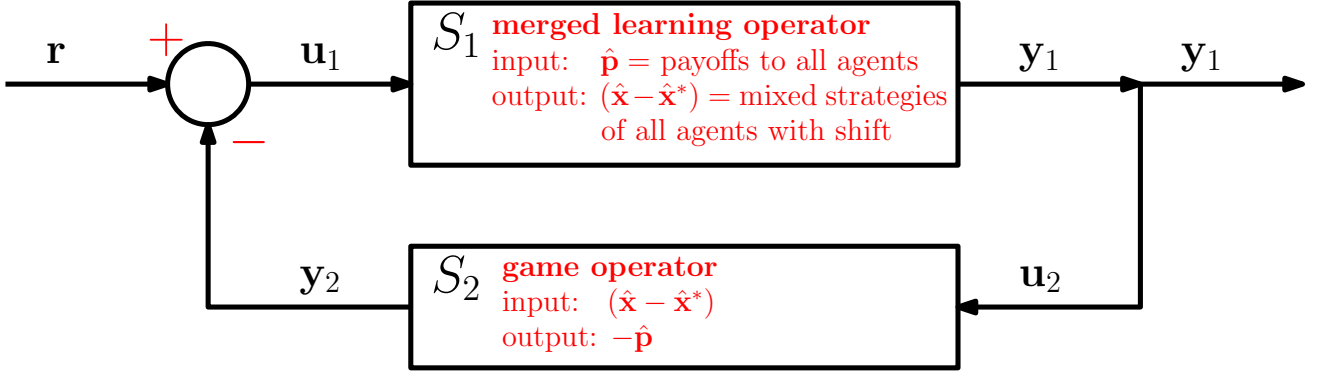 r
+
u₁
S₁ merged learning operator
input: p̂ = payoffs to all agents
output: (x̂ − x̂*) = mixed strategies
of all agents with shift
y₁
y₁
−
y₂
S₂ game operator
input: (x̂ − x̂*)
output: −p̂
u₂